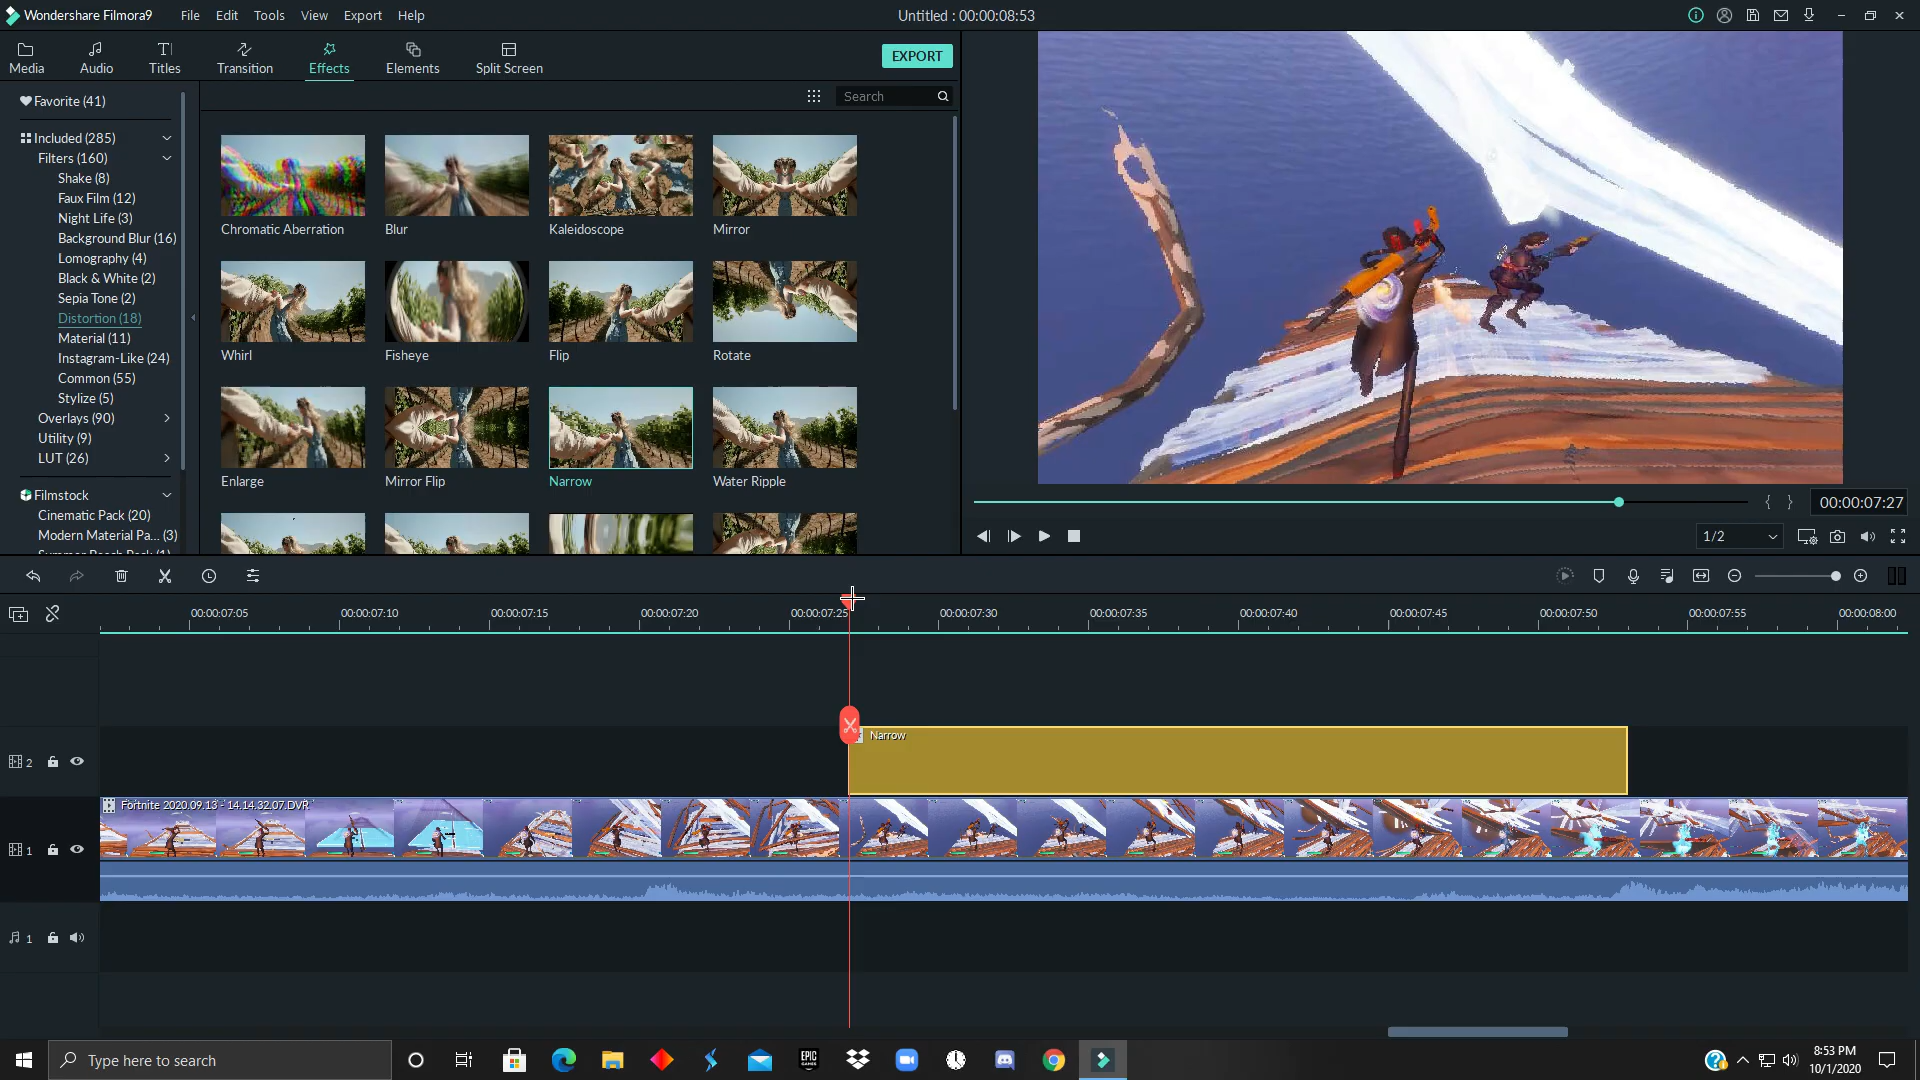 Wondershare Filmora9
File Edit Tools View Export Help
Untitled : 00:00:08:53
Media Audio Titles Transition Effects Elements Split Screen
EXPORT
Favorite (41)
Search
Included (285)
Filters (160)
Shake (8)
Faux Film (12)
Night Life (3)
Background Blur (16)
Lomography (4)
Black & White (2)
Sepia Tone (2)
Distortion (18)
Material (11)
Instagram-Like (24)
Common (55)
Stylize (5)
Overlays (90)
Utility (9)
LUT (26)
Filmstock
Cinematic Pack (20)
Modern Material Pa... (3)
Chromatic Aberration Blur Kaleidoscope Mirror
Whirl Fisheye Flip Rotate
Enlarge Mirror Flip Narrow Water Ripple
00:00:07:27
1/2
00:00:07:05 00:00:07:10 00:00:07:15 00:00:07:20 00:00:07:25 00:00:07:30 00:00:07:35 00:00:07:40 00:00:07:45 00:00:07:50 00:00:07:55 00:00:08:00
Narrow
2
Fortnite 2020.09.13 - 14.14.32.07.DVR
1
1
Type here to search
EPIC
GAMES
8:53 PM
10/1/2020